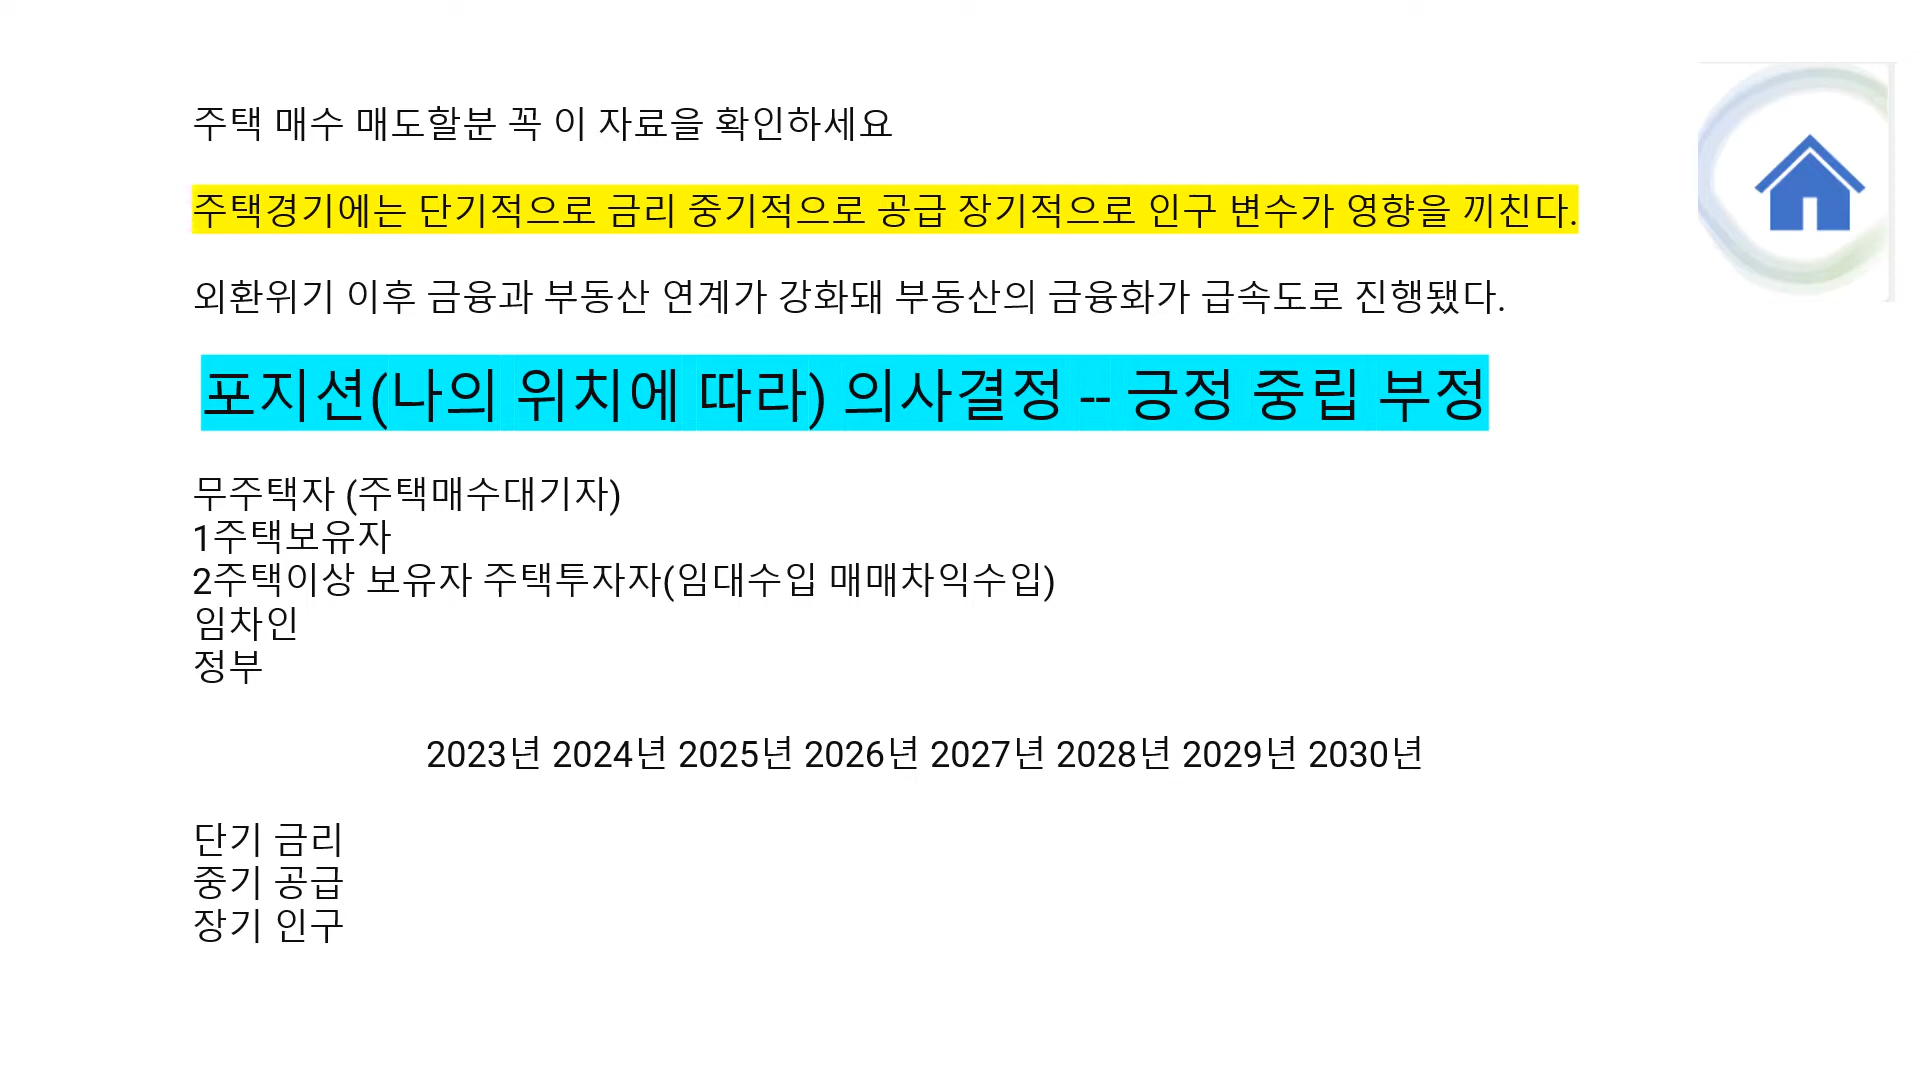 주택 매수 매도할분 꼭 이 자료을 확인하세요
주택경기에는 단기적으로 금리 중기적으로 공급 장기적으로 인구 변수가 영향을 끼친다.
외환위기 이후 금융과 부동산 연계가 강화돼 부동산의 금융화가 급속도로 진행됐다.
포지션(나의 위치에 따라) 의사결정 -- 긍정 중립 부정
무주택자 (주택매수대기자)
1주택보유자
2주택이상 보유자 주택투자자(임대수입 매매차익수입)
임차인
정부
2023년 2024년 2025년 2026년 2027년 2028년 2029년 2030년
단기 금리
중기 공급
장기 인구